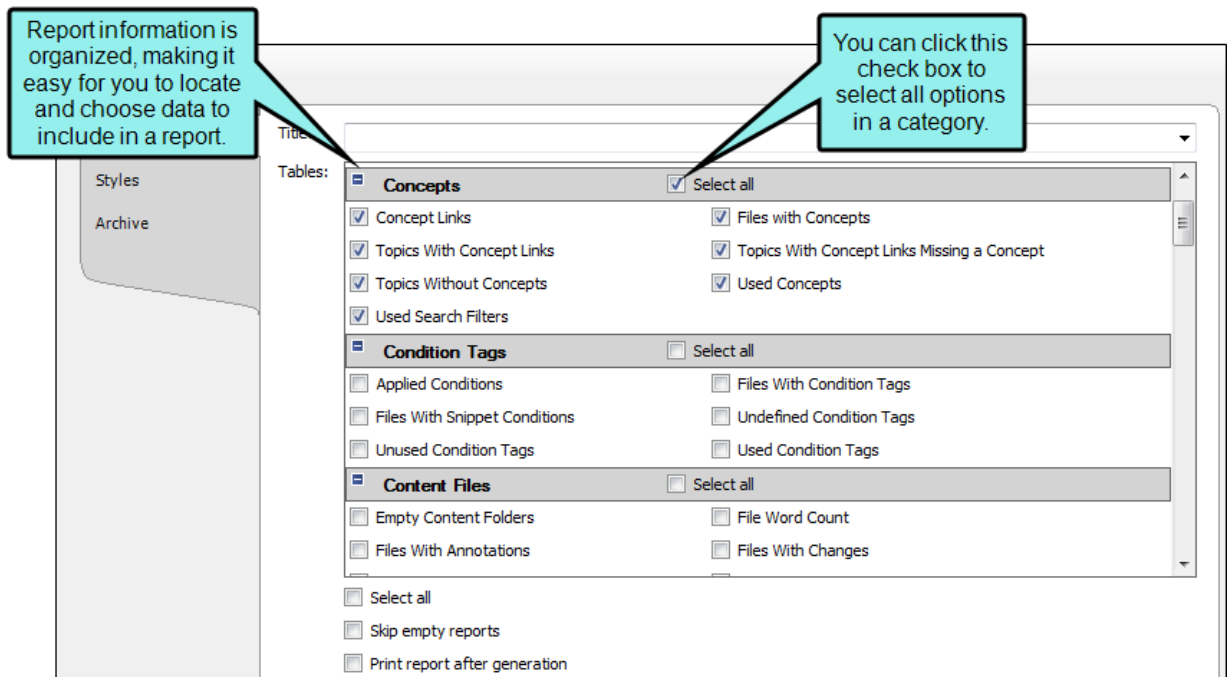 Report information is
organized, making it
easy for you to locate
and choose data to
include in a report.
You can click this
check box to
select all options
in a category.
Styles
Archive
Tables:
Concepts Select all
Concept Links Files with Concepts
Topics With Concept Links Topics With Concept Links Missing a Concept
Topics Without Concepts Used Concepts
Used Search Filters
Condition Tags Select all
Applied Conditions Files With Condition Tags
Files With Snippet Conditions Undefined Condition Tags
Unused Condition Tags Used Condition Tags
Content Files Select all
Empty Content Folders File Word Count
Files With Annotations Files With Changes
Select all
Skip empty reports
Print report after generation